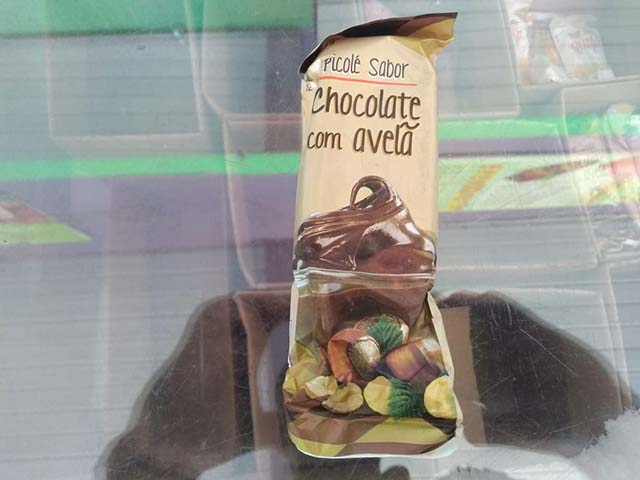 Picolé Sabor
Chocolate
com avelã